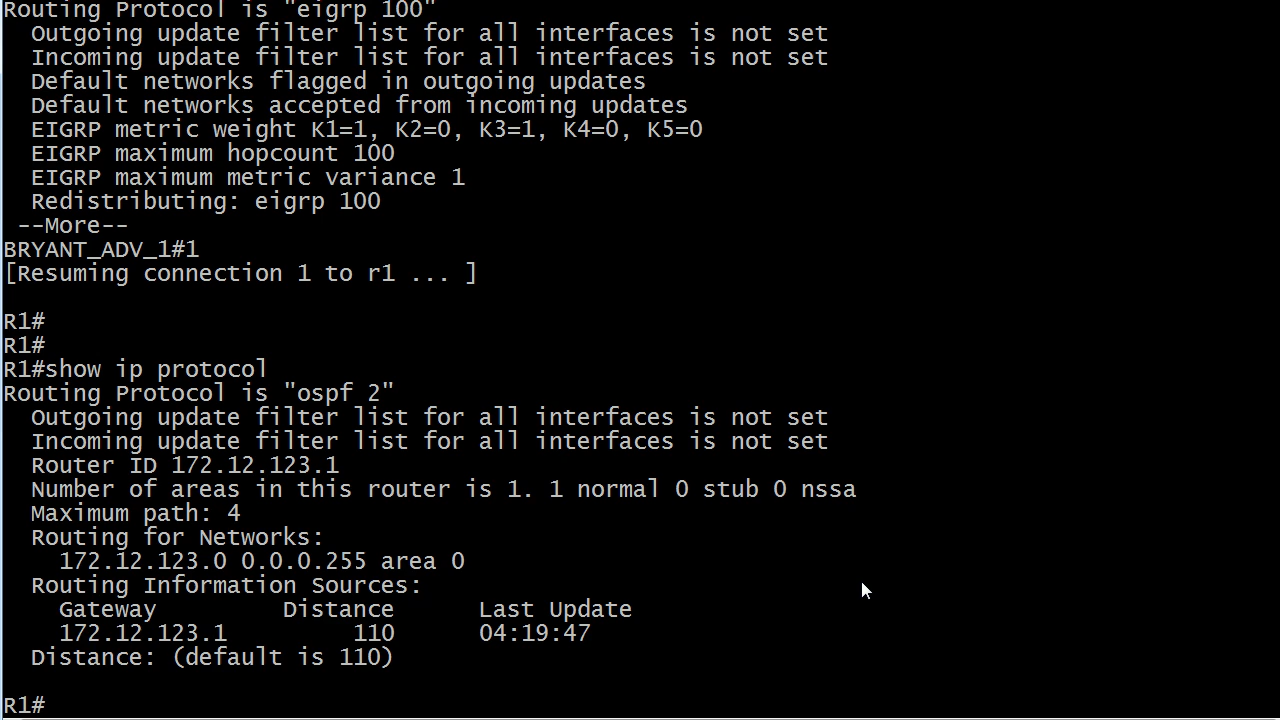 Routing Protocol is "eigrp 100"
  Outgoing update filter list for all interfaces is not set
  Incoming update filter list for all interfaces is not set
  Default networks flagged in outgoing updates
  Default networks accepted from incoming updates
  EIGRP metric weight K1=1, K2=0, K3=1, K4=0, K5=0
  EIGRP maximum hopcount 100
  EIGRP maximum metric variance 1
  Redistributing: eigrp 100
 --More--
BRYANT_ADV_1#1
[Resuming connection 1 to r1 ... ]

R1#
R1#
R1#show ip protocol
Routing Protocol is "ospf 2"
  Outgoing update filter list for all interfaces is not set
  Incoming update filter list for all interfaces is not set
  Router ID 172.12.123.1
  Number of areas in this router is 1. 1 normal 0 stub 0 nssa
  Maximum path: 4
  Routing for Networks:
    172.12.123.0 0.0.0.255 area 0
  Routing Information Sources:
    Gateway         Distance      Last Update
    172.12.123.1         110      04:19:47
  Distance: (default is 110)

R1#